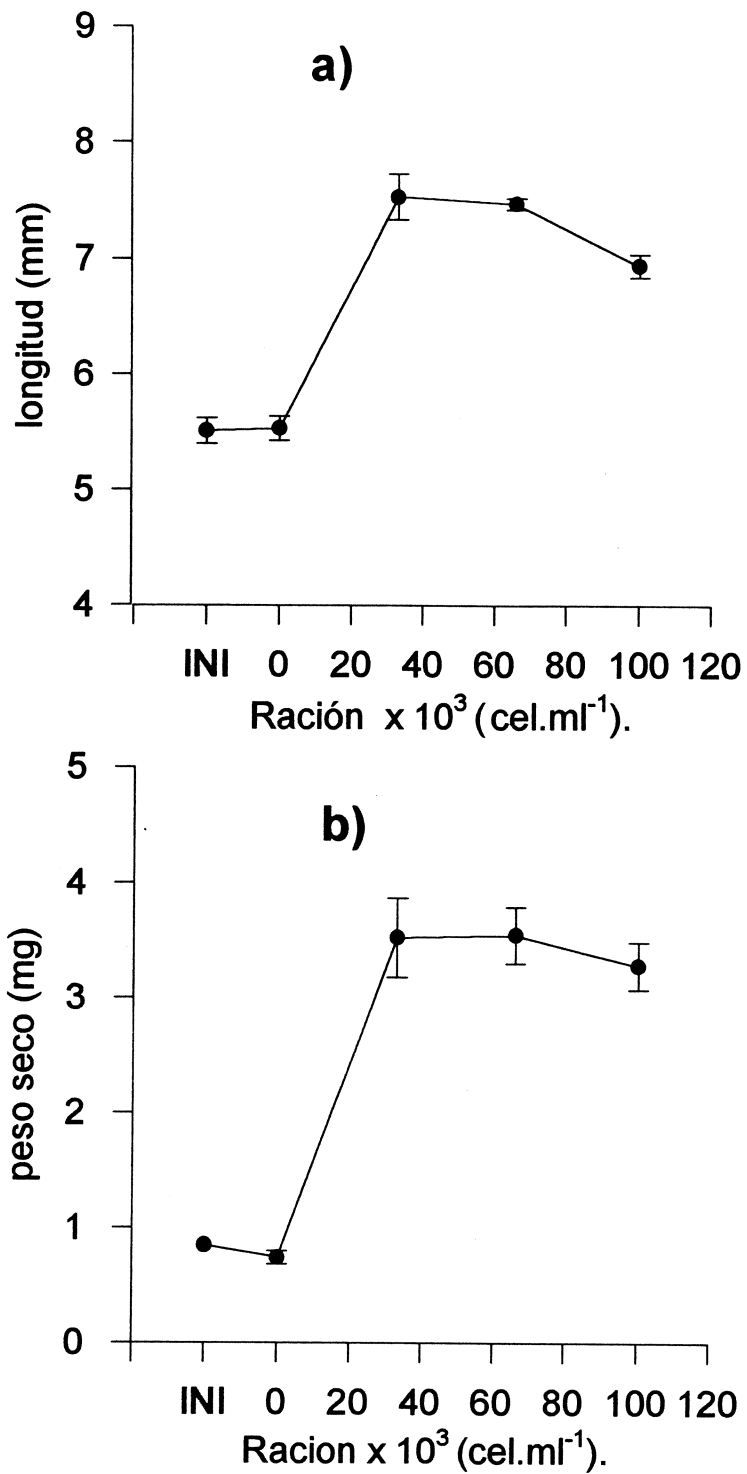 a)
longitud (mm)
9
8
7
6
5
4
INI 0 20 40 60 80 100 120
Ración x 10³ (cel.ml⁻¹).
b)
peso seco (mg)
5
4
3
2
1
0
INI 0 20 40 60 80 100 120
Racion x 10³ (cel.ml⁻¹).